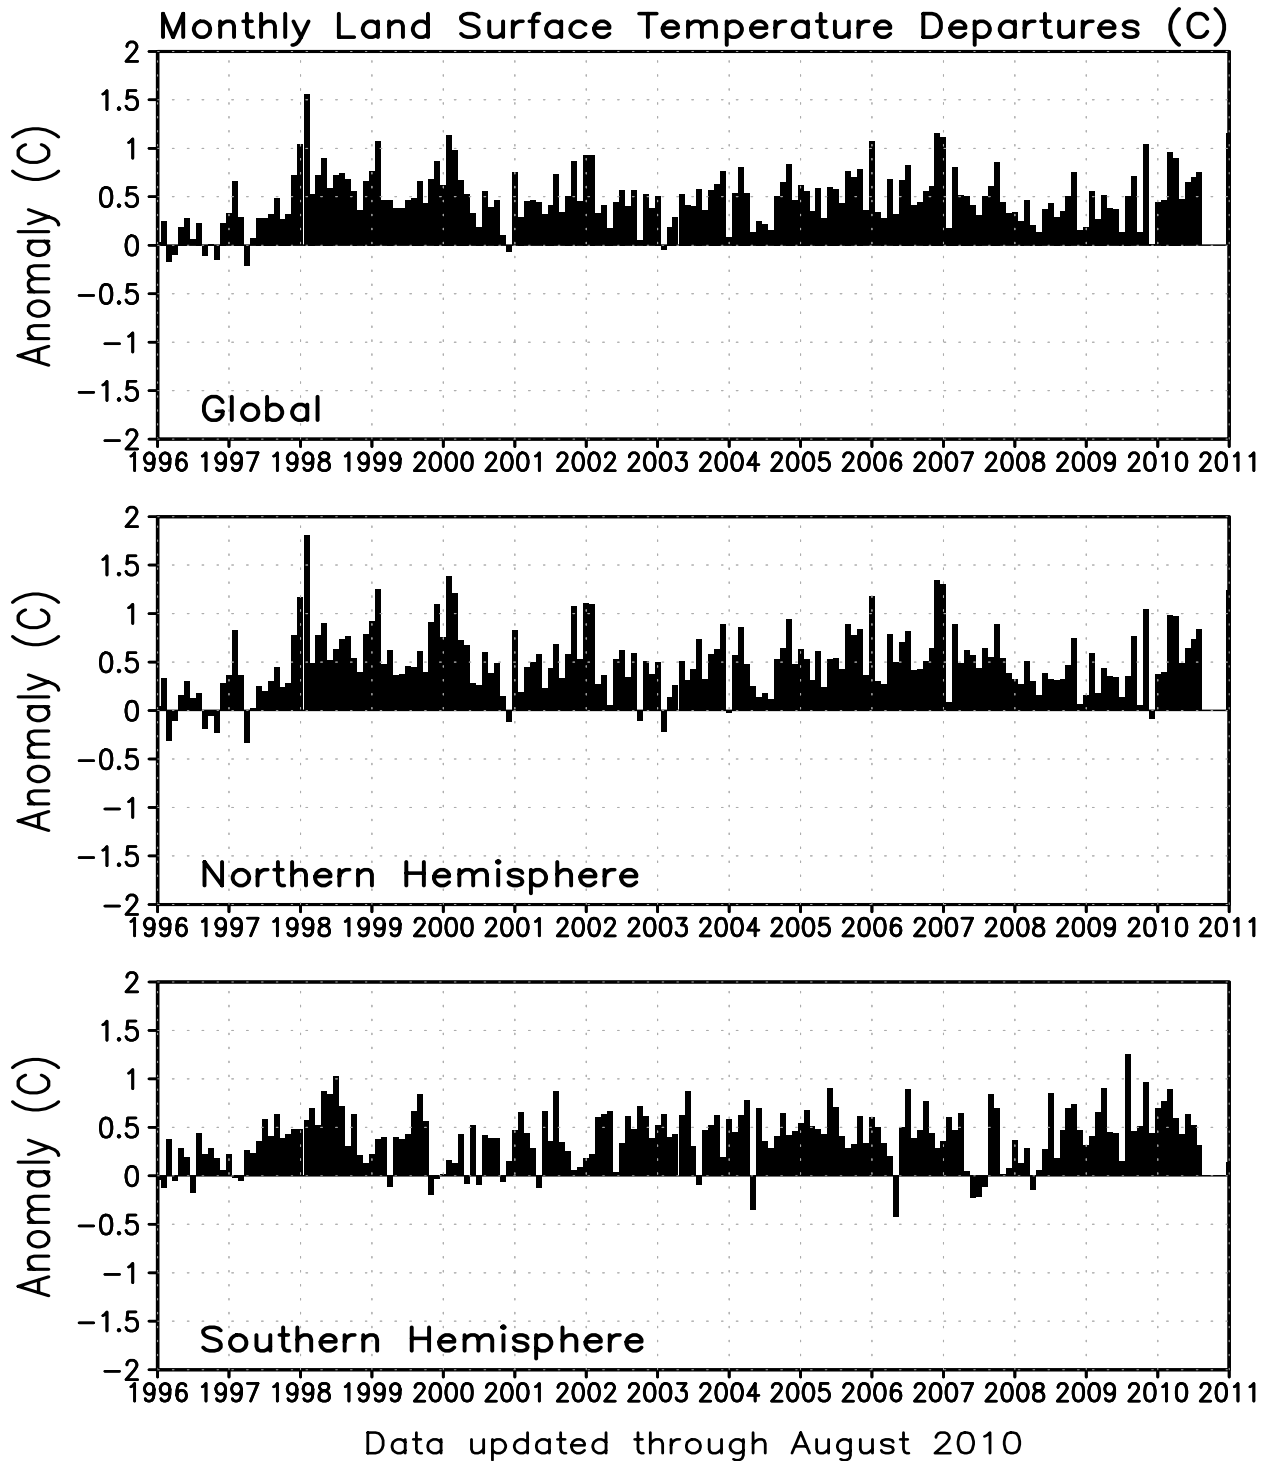 Monthly Land Surface Temperature Departures (C)
2
1.5
1
0.5
0
−0.5
−1
−1.5
−2
Anomaly (C)
Global
1996 1997 1998 1999 2000 2001 2002 2003 2004 2005 2006 2007 2008 2009 2010 2011
2
1.5
1
0.5
0
−0.5
−1
−1.5
−2
Anomaly (C)
Northern Hemisphere
1996 1997 1998 1999 2000 2001 2002 2003 2004 2005 2006 2007 2008 2009 2010 2011
2
1.5
1
0.5
0
−0.5
−1
−1.5
−2
Anomaly (C)
Southern Hemisphere
1996 1997 1998 1999 2000 2001 2002 2003 2004 2005 2006 2007 2008 2009 2010 2011
Data updated through August 2010